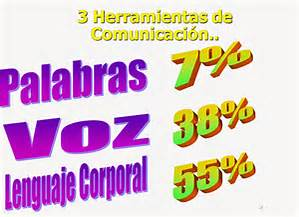 3 Herramientas de
Comunicación..
Palabras 7%
Voz 38%
Lenguaje Corporal 55%